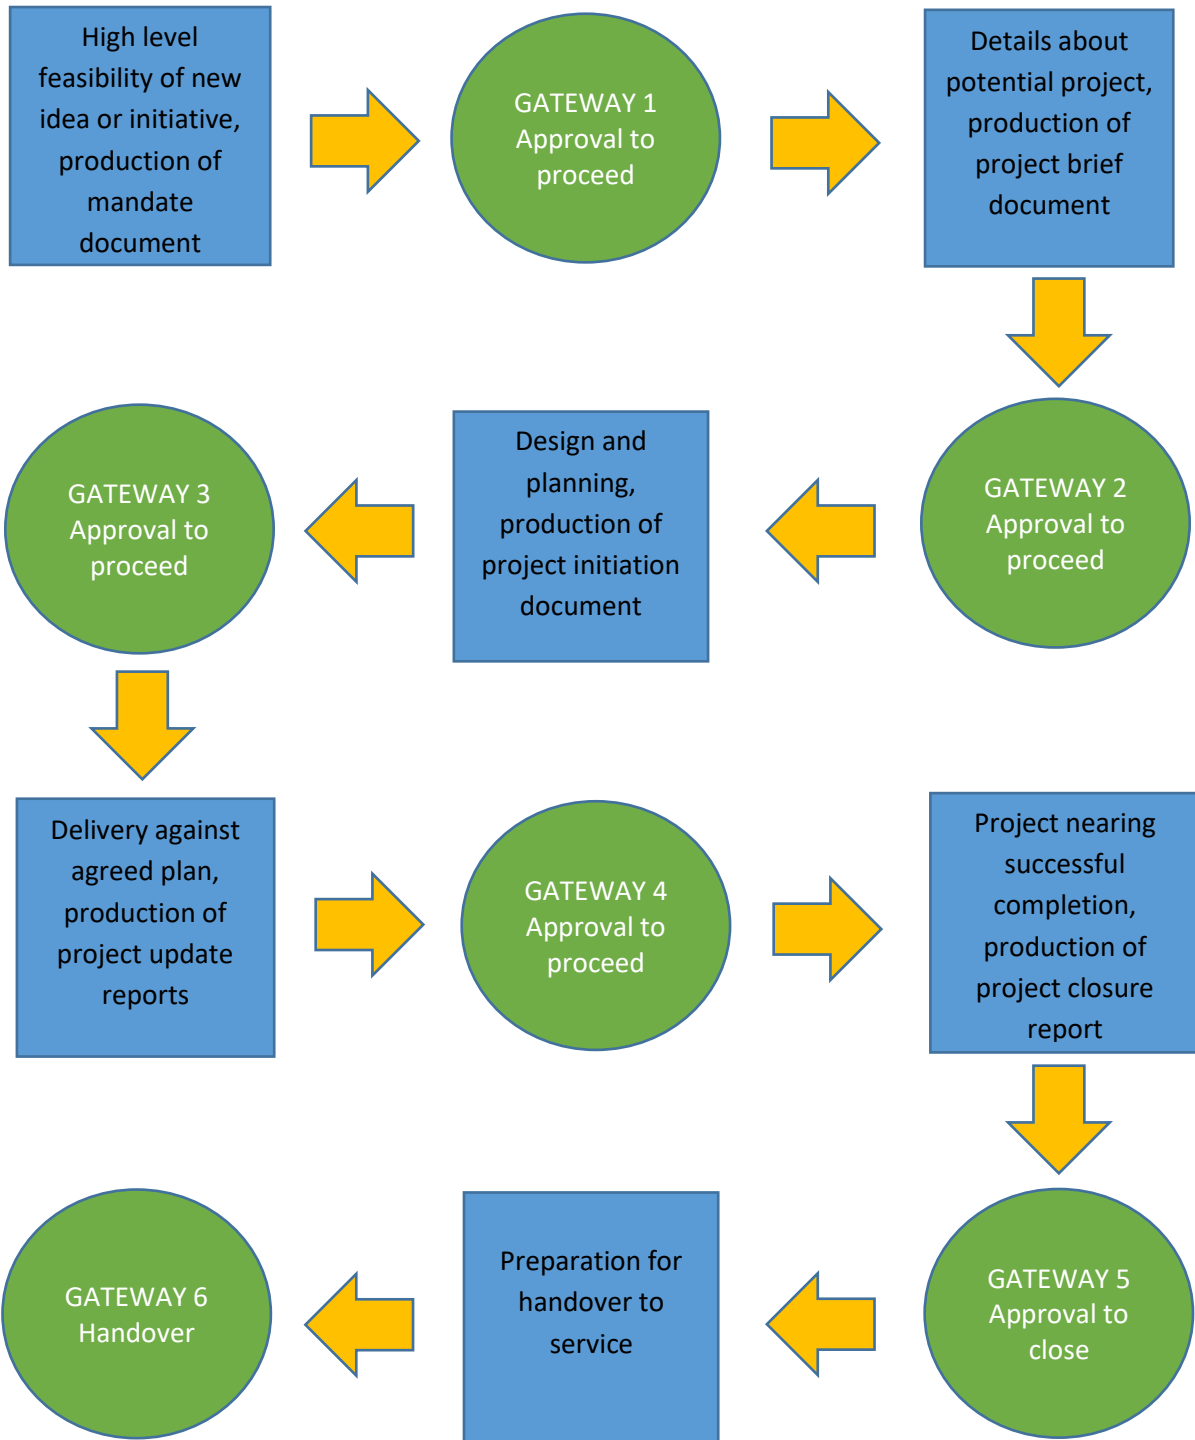 High level
feasibility of new
idea or initiative,
production of
mandate
document
GATEWAY 1
Approval to
proceed
Details about
potential project,
production of
project brief
document
GATEWAY 2
Approval to
proceed
Design and
planning,
production of
project initiation
document
GATEWAY 3
Approval to
proceed
Delivery against
agreed plan,
production of
project update
reports
GATEWAY 4
Approval to
proceed
Project nearing
successful
completion,
production of
project closure
report
GATEWAY 5
Approval to
close
Preparation for
handover to
service
GATEWAY 6
Handover